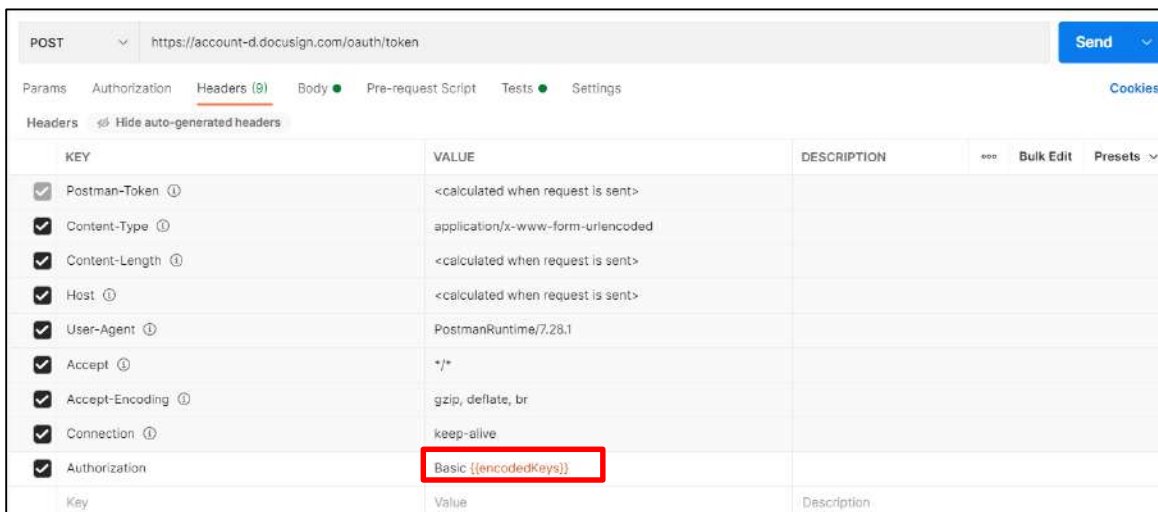 POST https://account-d.docusign.com/oauth/token Send
Params Authorization Headers (9) Body Pre-request Script Tests Settings Cookies
Headers Hide auto-generated headers
KEY VALUE DESCRIPTION ooo Bulk Edit Presets
Postman-Token <calculated when request is sent>
Content-Type application/x-www-form-urlencoded
Content-Length <calculated when request is sent>
Host <calculated when request is sent>
User-Agent PostmanRuntime/7.28.1
Accept */*
Accept-Encoding gzip, deflate, br
Connection keep-alive
Authorization Basic {{encodedKeys}}
Key Value Description